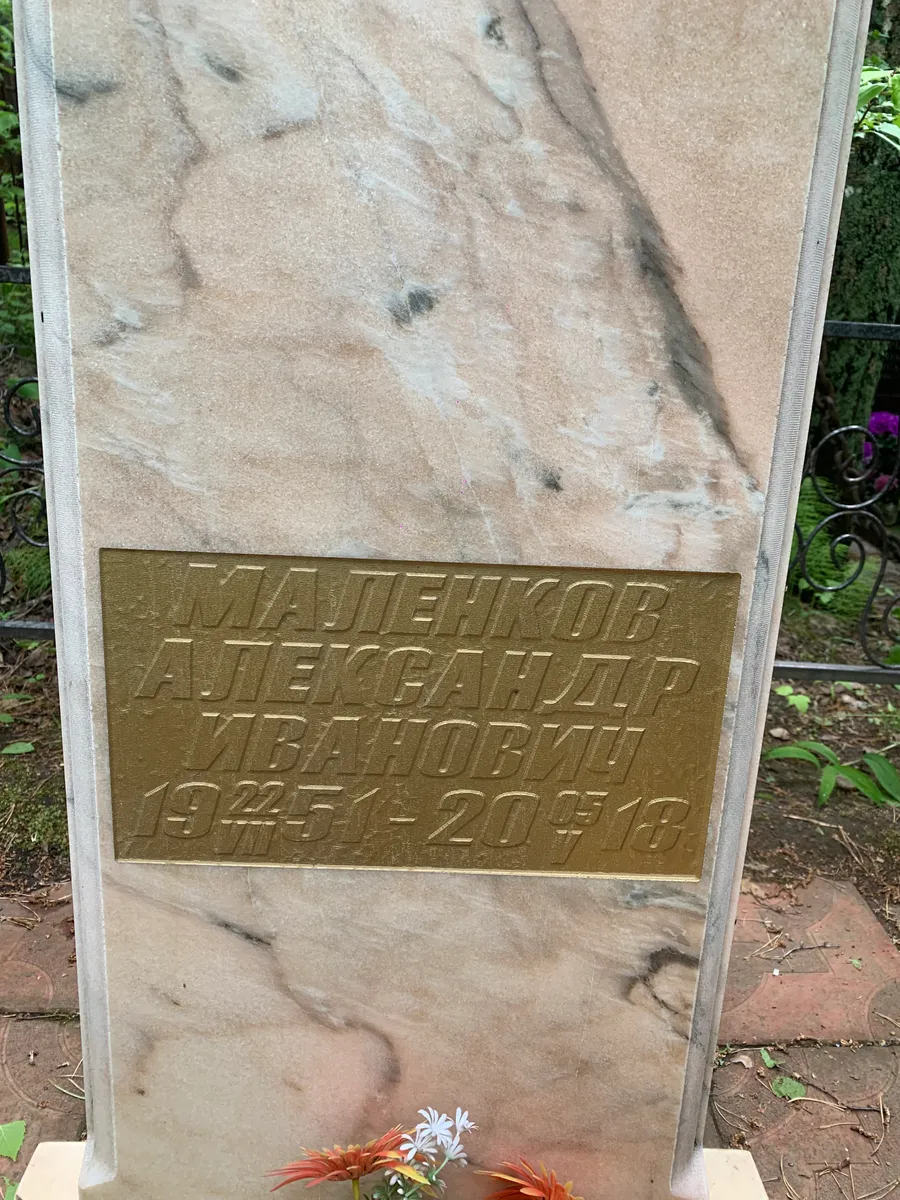 МАЛЕНКОВ
АЛЕКСАНДР
ИВАНОВИЧ
19 22/VII 51 - 20 05/V 18